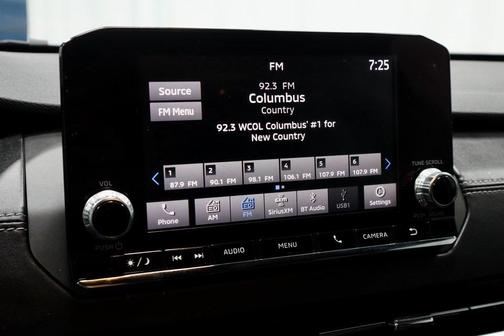 FM
7:25
92.3 FM
Columbus
Country
92.3 WCOL Columbus' #1 for
New Country
Source
FM Menu
1 2 3 4 5 6
87.9 FM 90.1 FM 98.1 FM 106.1 FM 107.9 FM 107.9 FM
VOL
TUNE SCROLL
PUSH
Phone AM FM SiriusXM BT Audio USB1 Settings
AUDIO MENU CAMERA